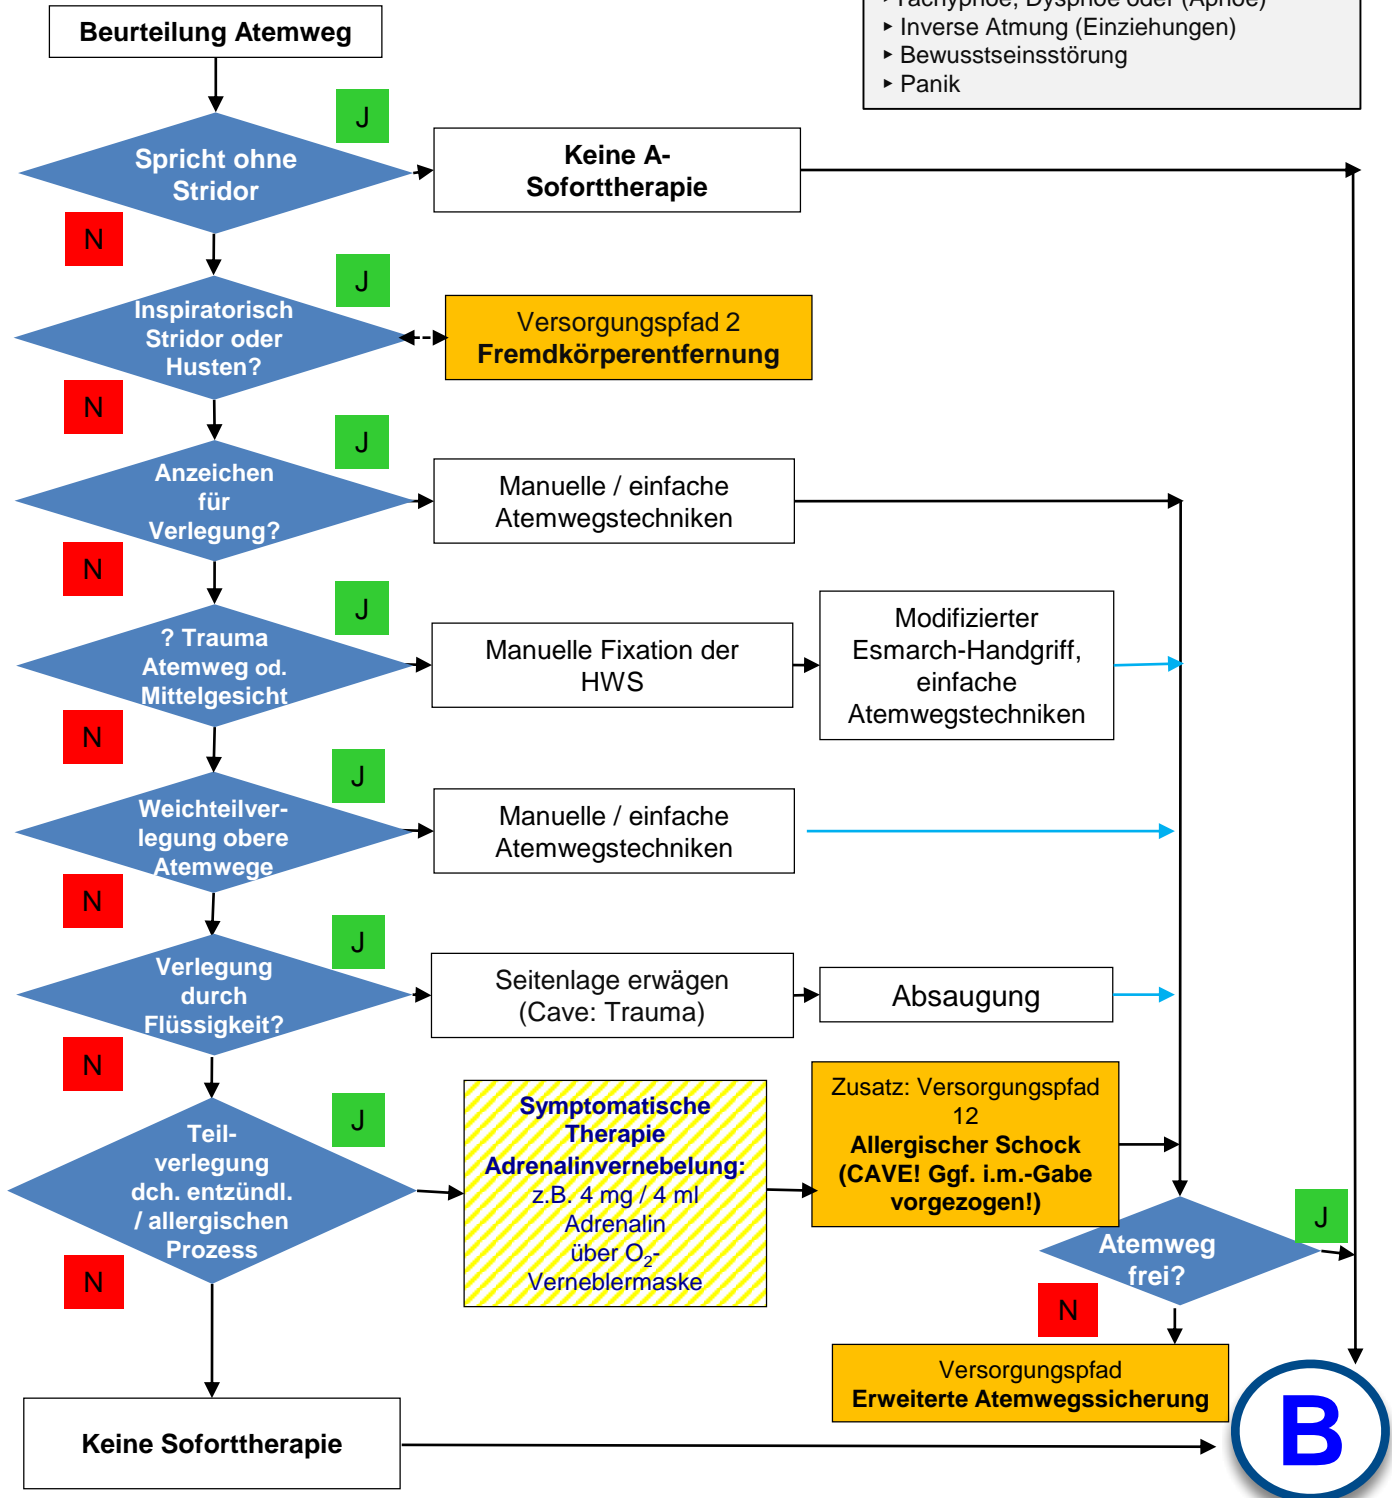 Tachypnoe, Dyspnoe oder (Apnoe)
▸ Inverse Atmung (Einziehungen)
▸ Bewusstseinsstörung
▸ Panik
Beurteilung Atemweg
J
Spricht ohne
Stridor
Keine A-
Soforttherapie
N
J
Inspiratorisch
Stridor oder
Husten?
Versorgungspfad 2
Fremdkörperentfernung
N
J
Anzeichen
für
Verlegung?
Manuelle / einfache
Atemwegstechniken
N
J
? Trauma
Atemweg od.
Mittelgesicht
Manuelle Fixation der
HWS
Modifizierter
Esmarch-Handgriff,
einfache
Atemwegstechniken
N
J
Weichteilver-
legung obere
Atemwege
Manuelle / einfache
Atemwegstechniken
N
J
Verlegung
durch
Flüssigkeit?
Seitenlage erwägen
(Cave: Trauma)
Absaugung
N
J
Teil-
verlegung
dch. entzündl.
/ allergischen
Prozess
Symptomatische
Therapie
Adrenalinvernebelung:
z.B. 4 mg / 4 ml
Adrenalin
über O₂-
Verneblermaske
Zusatz: Versorgungspfad
12
Allergischer Schock
(CAVE! Ggf. i.m.-Gabe
vorgezogen!)
N
J
Atemweg
frei?
N
Versorgungspfad
Erweiterte Atemwegssicherung
Keine Soforttherapie
B